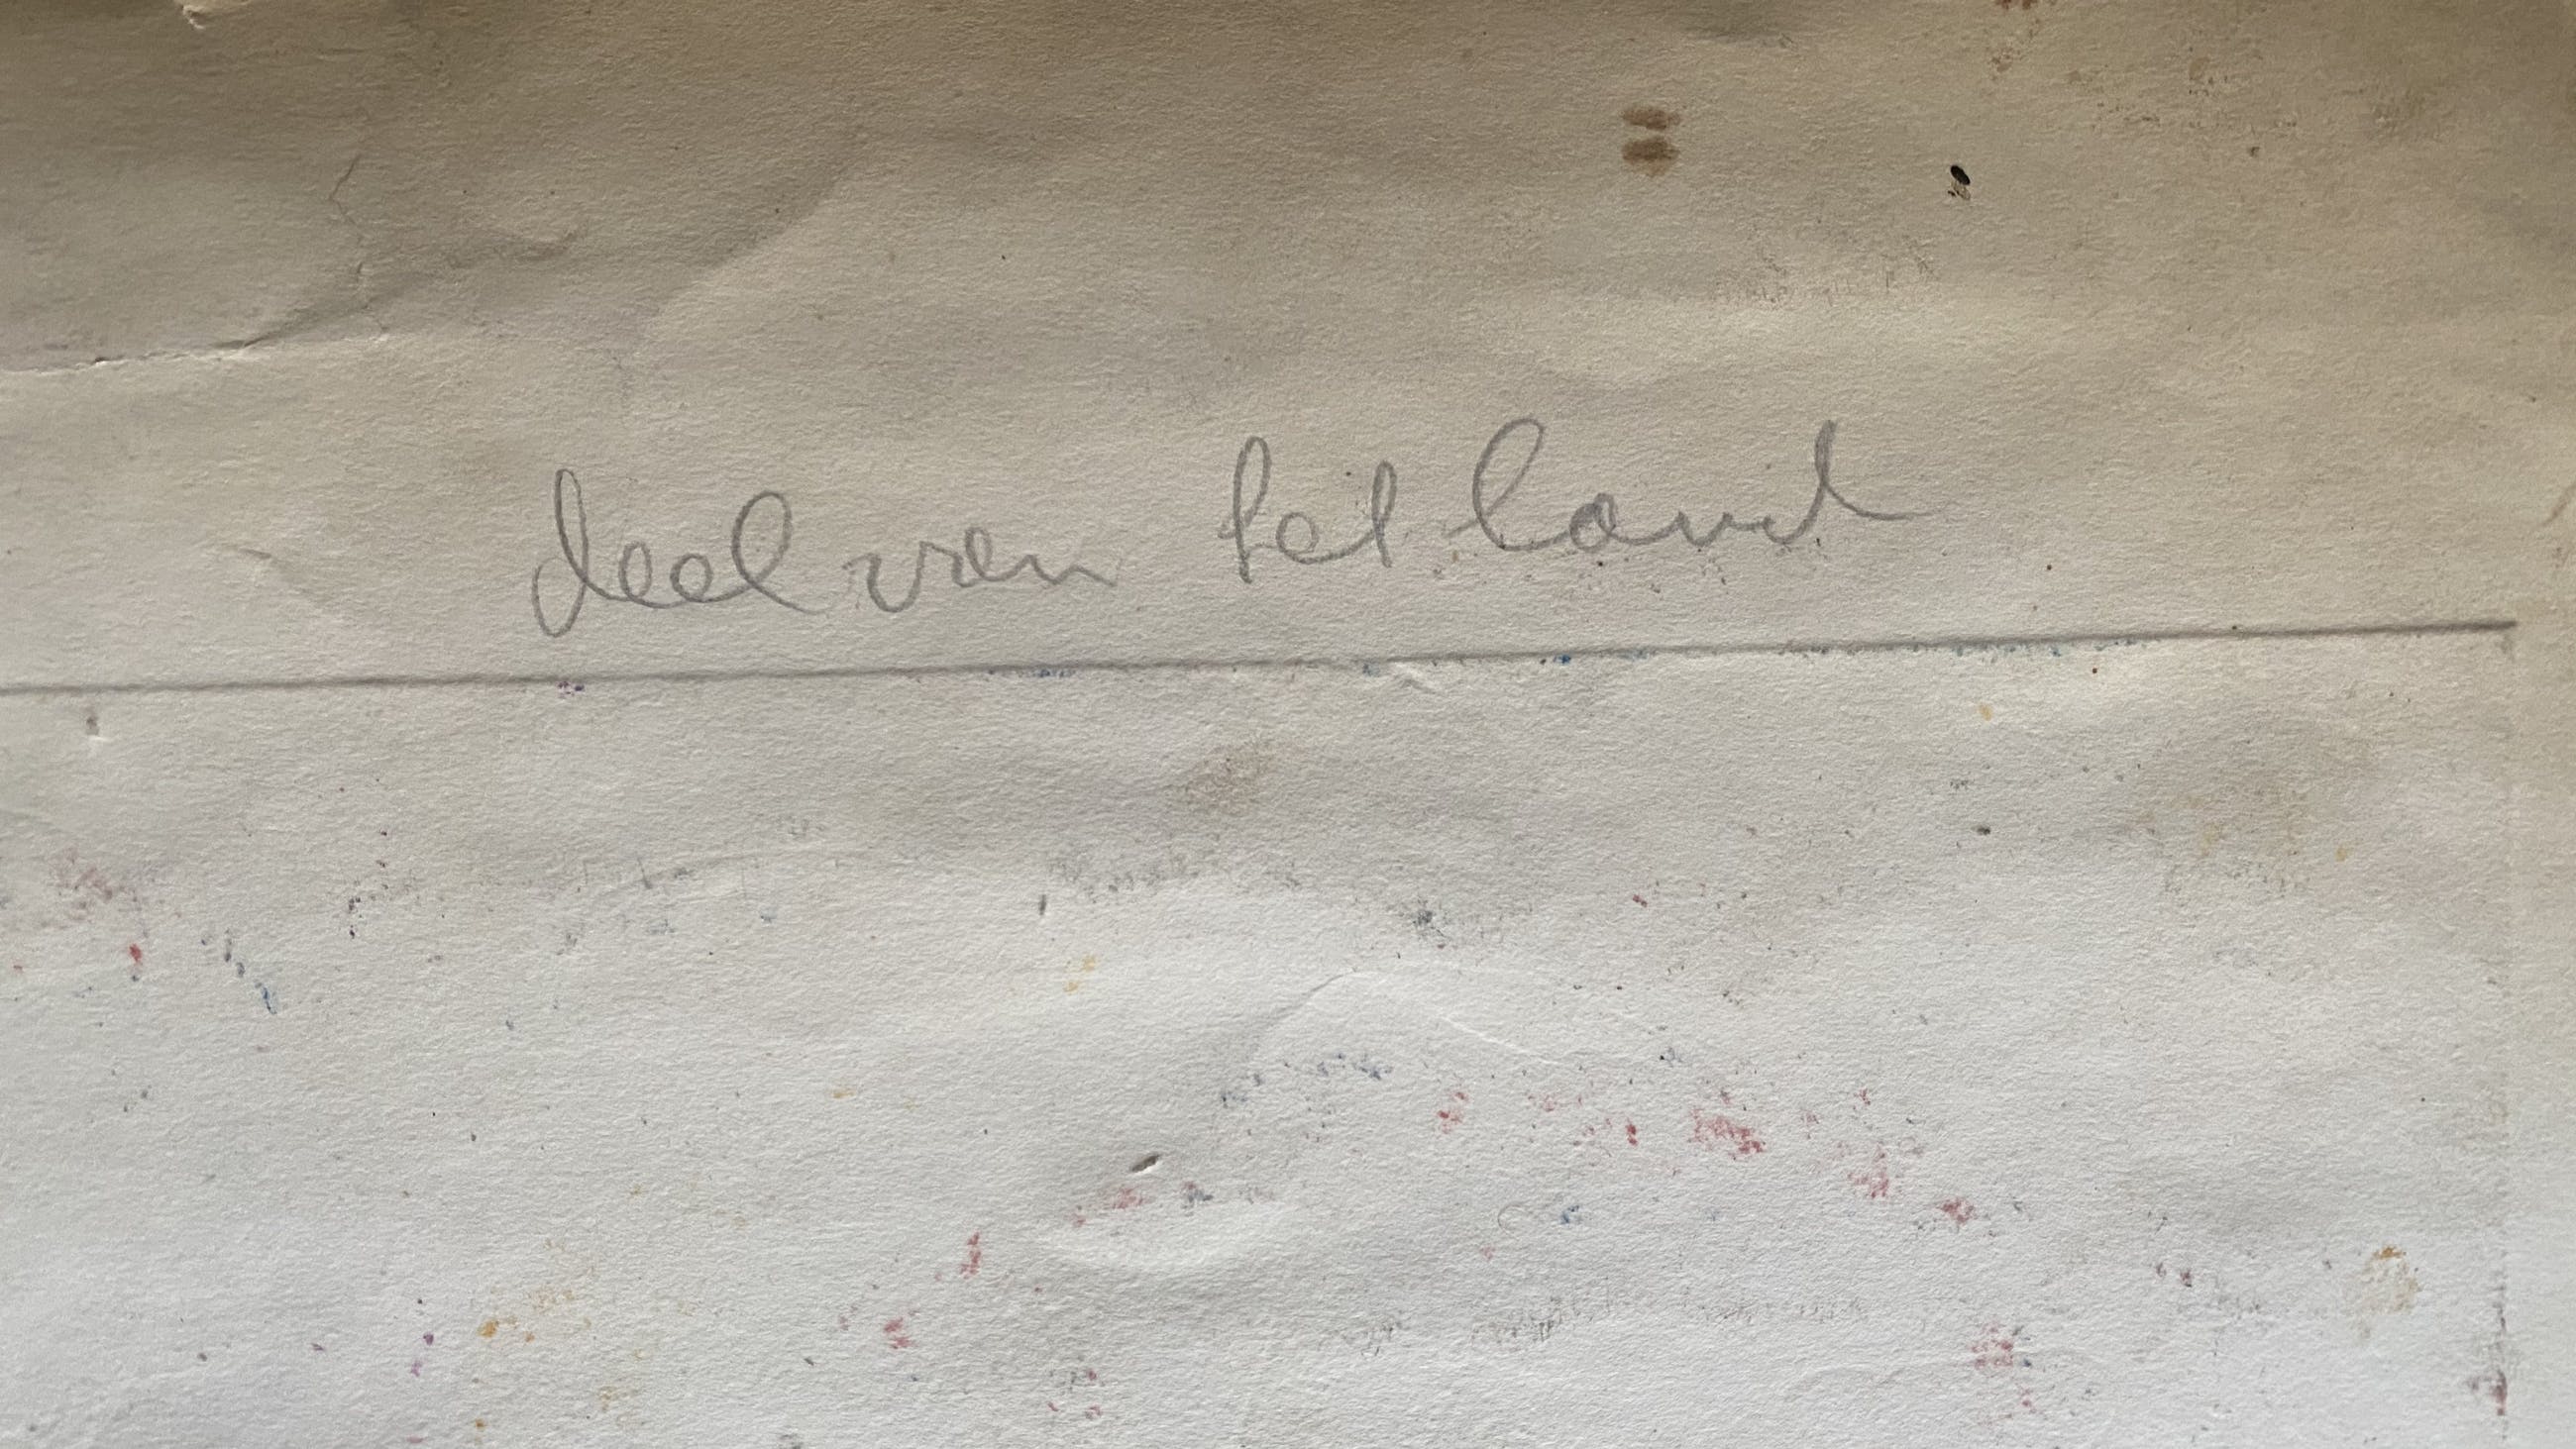 deel van het land